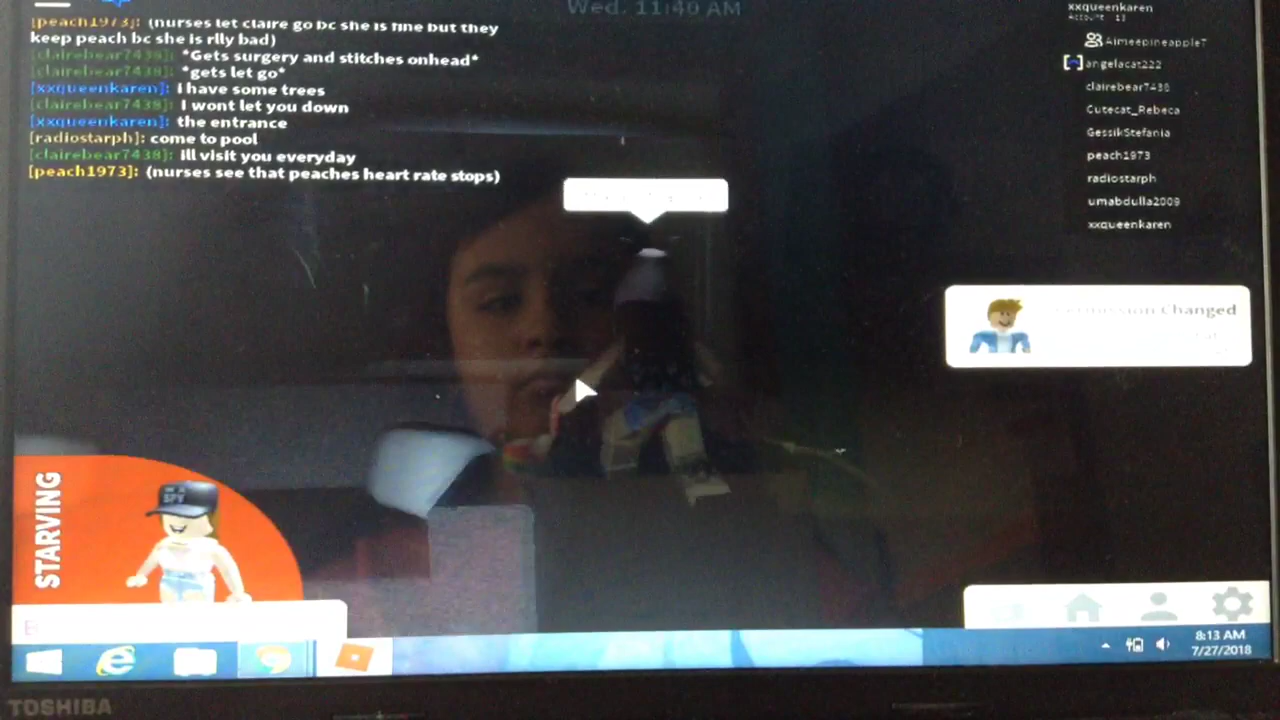 Wed. 11:40 AM
[peach1973]: (nurses let claire go bc she is fine but they
keep peach bc she is rlly bad)
[clairebear7438]: *Gets surgery and stitches onhead*
[clairebear7438]: *gets let go*
[xxqueenkaren]: I have some trees
[clairebear7438]: I wont let you down
[xxqueenkaren]: the entrance
[radiostarph]: come to pool
[clairebear7438]: Ill visit you everyday
[peach1973]: (nurses see that peaches heart rate stops)
xxqueenkaren
Account: 13
Aimeepineapple7
angelacat222
clairebear7438
Cutecat_Rebeca
GessikStefania
peach1973
radiostarph
umabdulla2009
xxqueenkaren
Permission Changed
STARVING
SPY
8:13 AM
7/27/2018
TOSHIBA